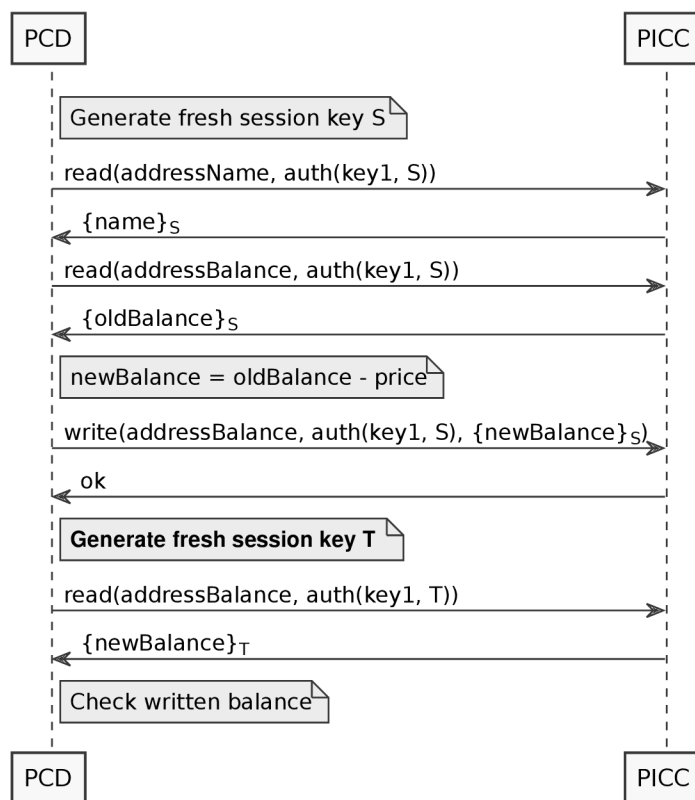 PCD PICC
Generate fresh session key S
read(addressName, auth(key1, S))
{name}S
read(addressBalance, auth(key1, S))
{oldBalance}S
newBalance = oldBalance - price
write(addressBalance, auth(key1, S), {newBalance}S)
ok
Generate fresh session key T
read(addressBalance, auth(key1, T))
{newBalance}T
Check written balance
PCD PICC